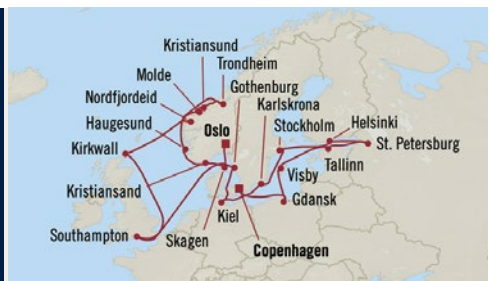 Kristiansund
Trondheim
Molde
Gothenburg
Nordfjordeid
Karlskrona
Haugesund
Oslo
Stockholm
Helsinki
Kirkwall
St. Petersburg
Kristiansand
Visby
Tallinn
Gdansk
Kiel
Southampton
Skagen
Copenhagen